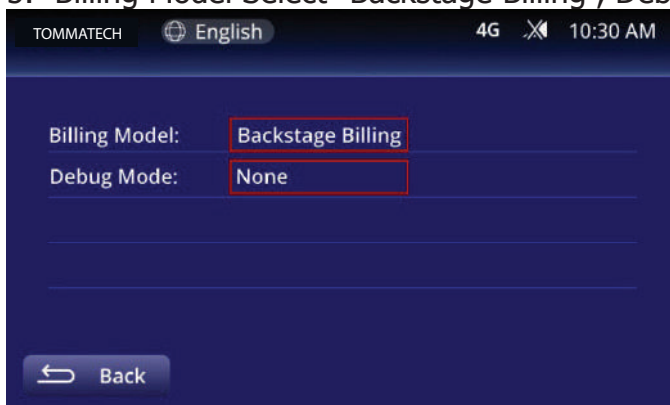 Billing Model Select "Backstage Billing", Deb
TOMMATECH English 4G 10:30 AM
Billing Model: Backstage Billing
Debug Mode: None
Back